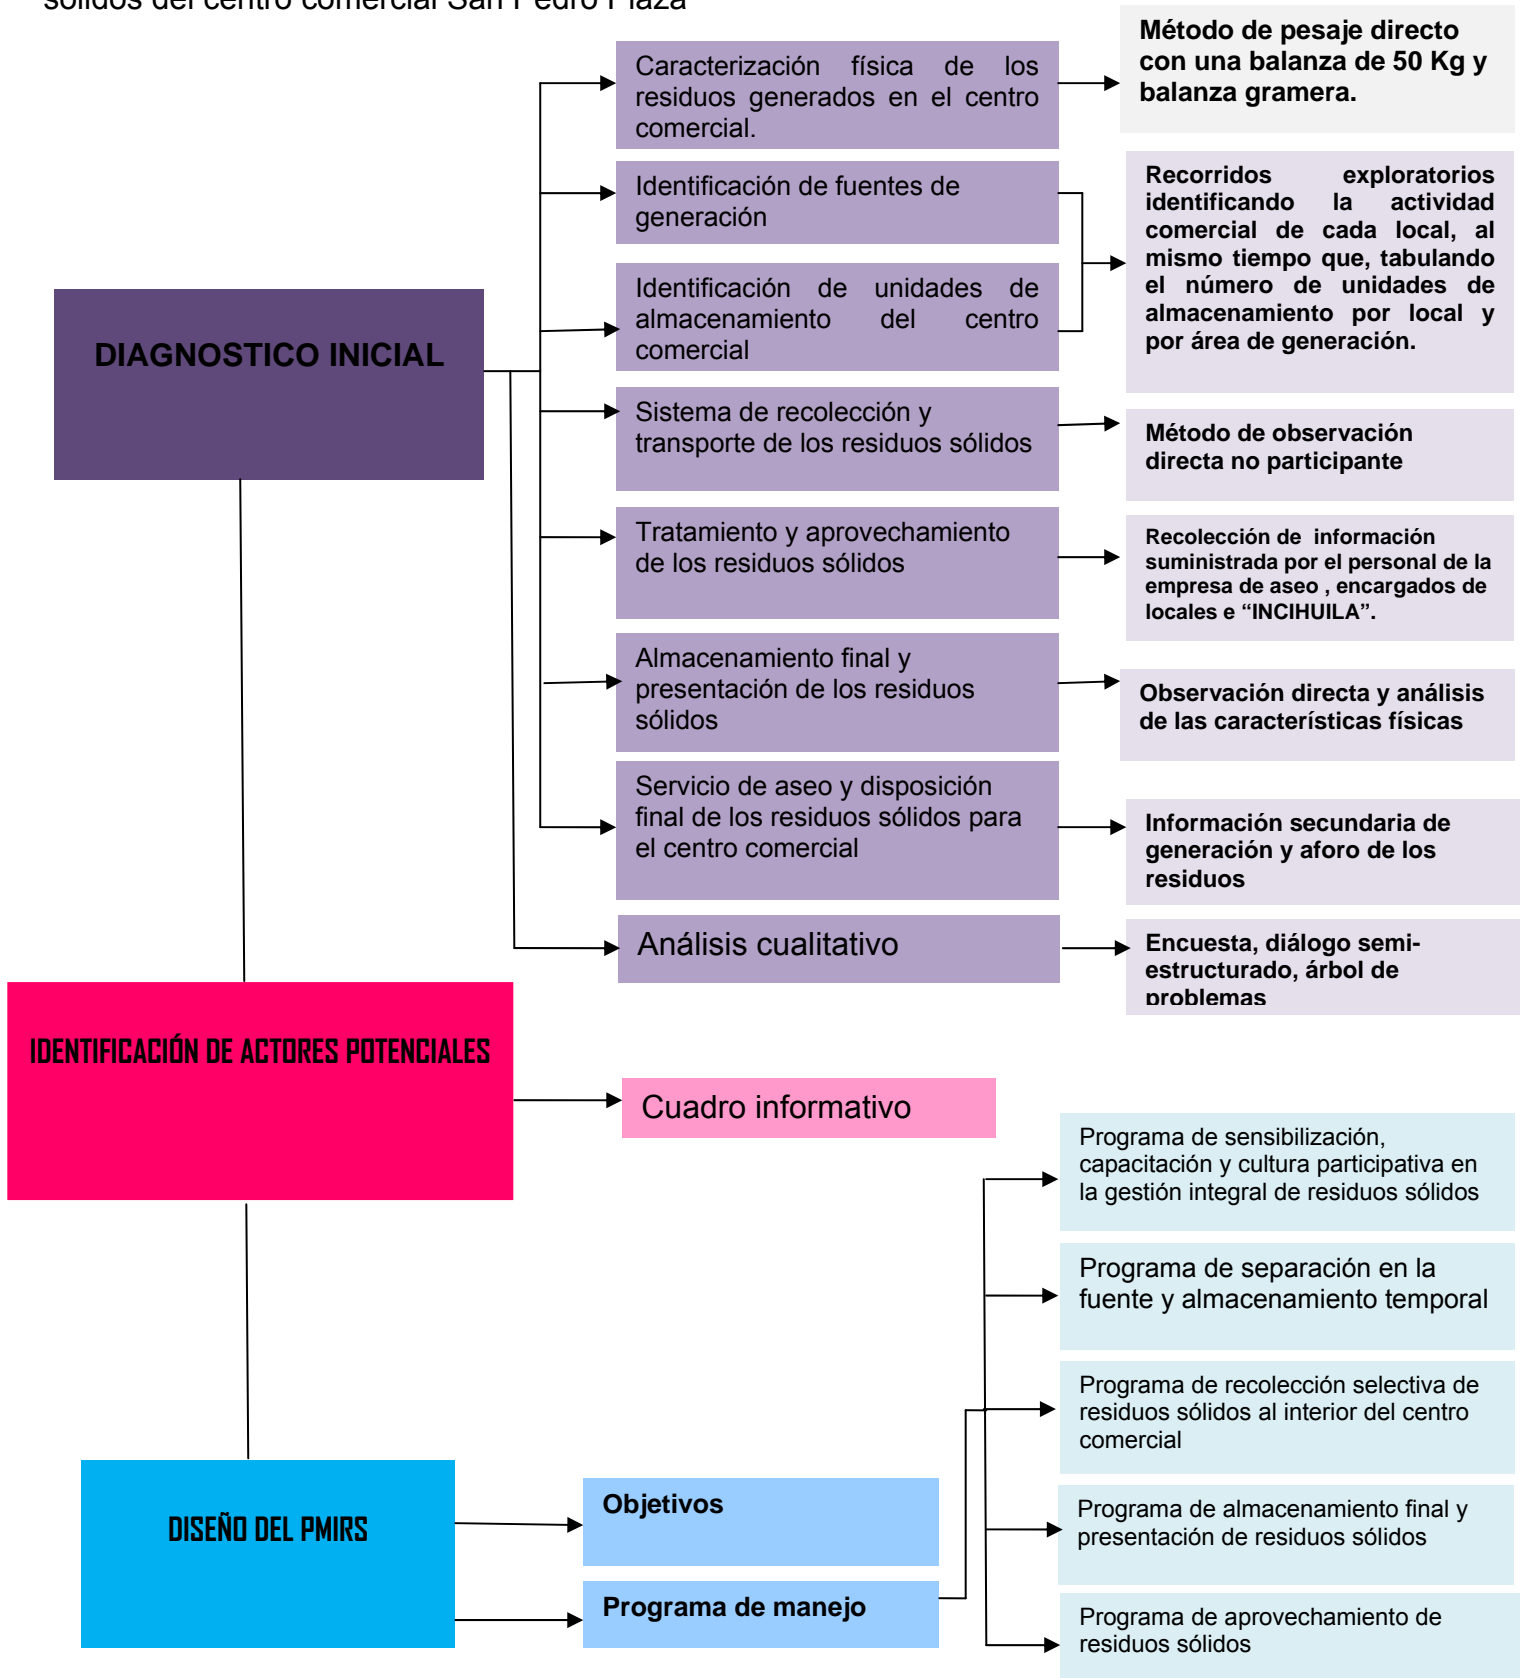 sólidos del centro comercial San Pedro Plaza
DIAGNOSTICO INICIAL
Caracterización física de los
residuos generados en el centro
comercial.
Método de pesaje directo
con una balanza de 50 Kg y
balanza gramera.
Identificación de fuentes de
generación
Identificación de unidades de
almacenamiento del centro
comercial
Recorridos exploratorios
identificando la actividad
comercial de cada local, al
mismo tiempo que, tabulando
el número de unidades de
almacenamiento por local y
por área de generación.
Sistema de recolección y
transporte de los residuos sólidos
Método de observación
directa no participante
Tratamiento y aprovechamiento
de los residuos sólidos
Recolección de información
suministrada por el personal de la
empresa de aseo , encargados de
locales e “INCIHUILA”.
Almacenamiento final y
presentación de los residuos
sólidos
Observación directa y análisis
de las características físicas
Servicio de aseo y disposición
final de los residuos sólidos para
el centro comercial
Información secundaria de
generación y aforo de los
residuos
Análisis cualitativo
Encuesta, diálogo semi-
estructurado, árbol de
problemas
IDENTIFICACIÓN DE ACTORES POTENCIALES
Cuadro informativo
DISEÑO DEL PMIRS
Objetivos
Programa de manejo
Programa de sensibilización,
capacitación y cultura participativa en
la gestión integral de residuos sólidos
Programa de separación en la
fuente y almacenamiento temporal
Programa de recolección selectiva de
residuos sólidos al interior del centro
comercial
Programa de almacenamiento final y
presentación de residuos sólidos
Programa de aprovechamiento de
residuos sólidos